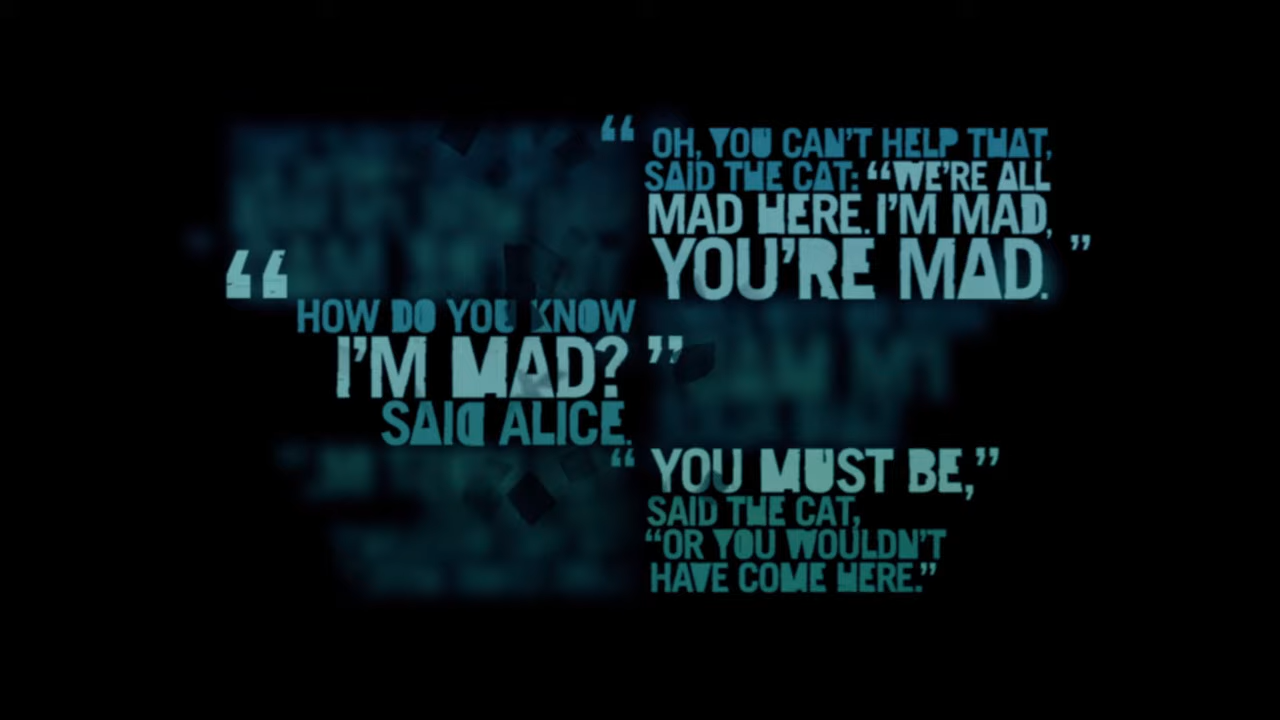 “ OH, YOU CAN'T HELP THAT,
SAID THE CAT: “WE'RE ALL
MAD HERE. I'M MAD,
YOU'RE MAD. ”
“ HOW DO YOU KNOW
I'M MAD? ”
SAID ALICE.
“ YOU MUST BE,”
SAID THE CAT,
“OR YOU WOULDN'T
HAVE COME HERE.”